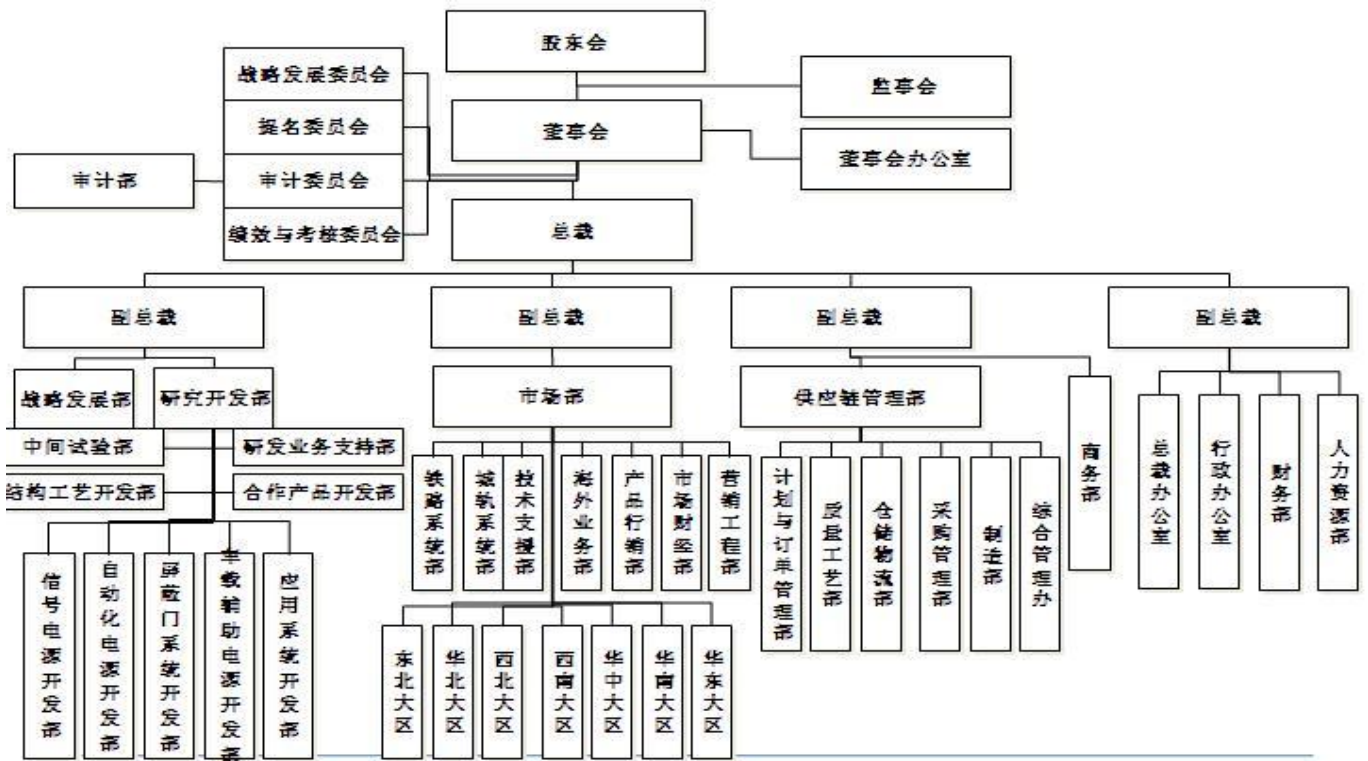 股东会
战略发展委员会
监事会
提名委员会
董事会
董事会办公室
审计部
审计委员会
绩效与考核委员会
总裁
副总裁
副总裁
副总裁
副总裁
战略发展部
研究开发部
市场部
供应链管理部
商务部
总裁办公室
行政办公室
财务部
人力资源部
中间试验部
研发业务支持部
结构工艺开发部
合作产品开发部
铁路系统部
城轨系统部
技术支援部
海外业务部
产品行销部
市场财经部
营销工程部
计划与订单管理部
质量工艺部
仓储物流部
采购管理部
制造部
综合管理办
信号电源开发部
自动化电源开发部
屏蔽门系统开发部
车载辅助电源开发部
应用系统开发部
东北大区
华北大区
西北大区
西南大区
华中大区
华南大区
华东大区